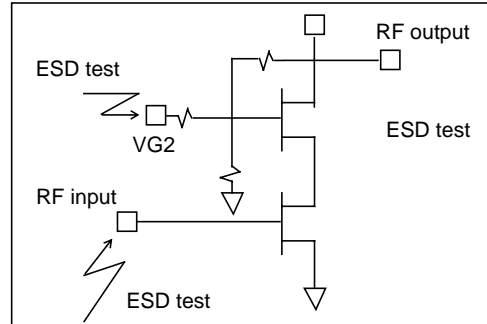 RF output
ESD test
VG2
ESD test
RF input
ESD test